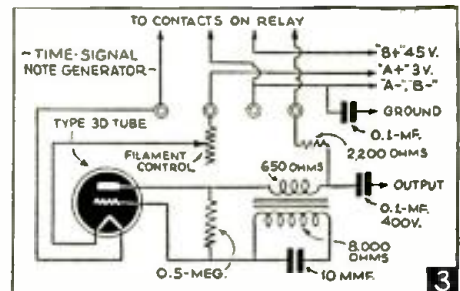 TO CONTACTS ON RELAY
~TIME-SIGNAL
NOTE GENERATOR~
"B+" 45 V.
"A+" 3 V.
"A-", "B-"
GROUND
0.1-MF.
TYPE 3D TUBE
FILAMENT
CONTROL
2,200 OHMS
650 OHMS
OUTPUT
0.1-MF.
400V.
8,000
OHMS
0.5-MEG.
10 MMF.
3